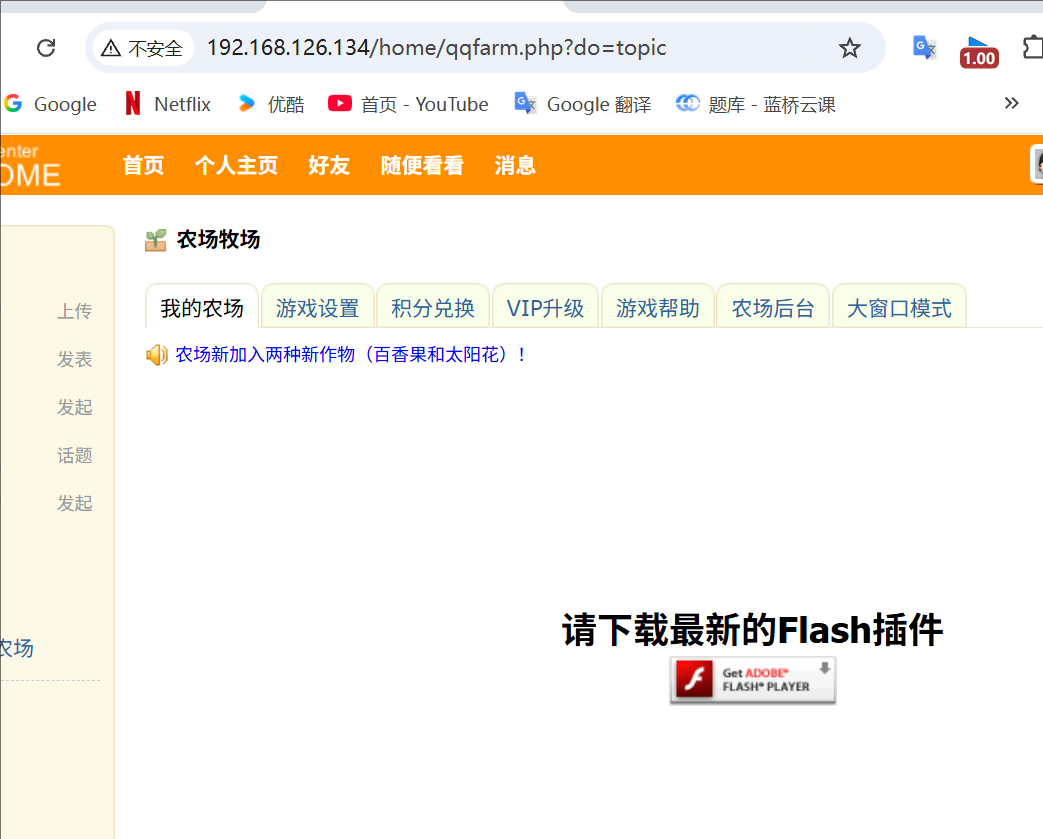 不安全 192.168.126.134/home/qqfarm.php?do=topic
1.00
Google Netflix 优酷 首页 - YouTube Google 翻译 题库 - 蓝桥云课 »
enter
OME
首页 个人主页 好友 随便看看 消息
农场牧场
我的农场 游戏设置 积分兑换 VIP升级 游戏帮助 农场后台 大窗口模式
农场新加入两种新作物（百香果和太阳花）！
上传
发表
发起
话题
发起
农场
请下载最新的Flash插件
Get ADOBE®
FLASH® PLAYER